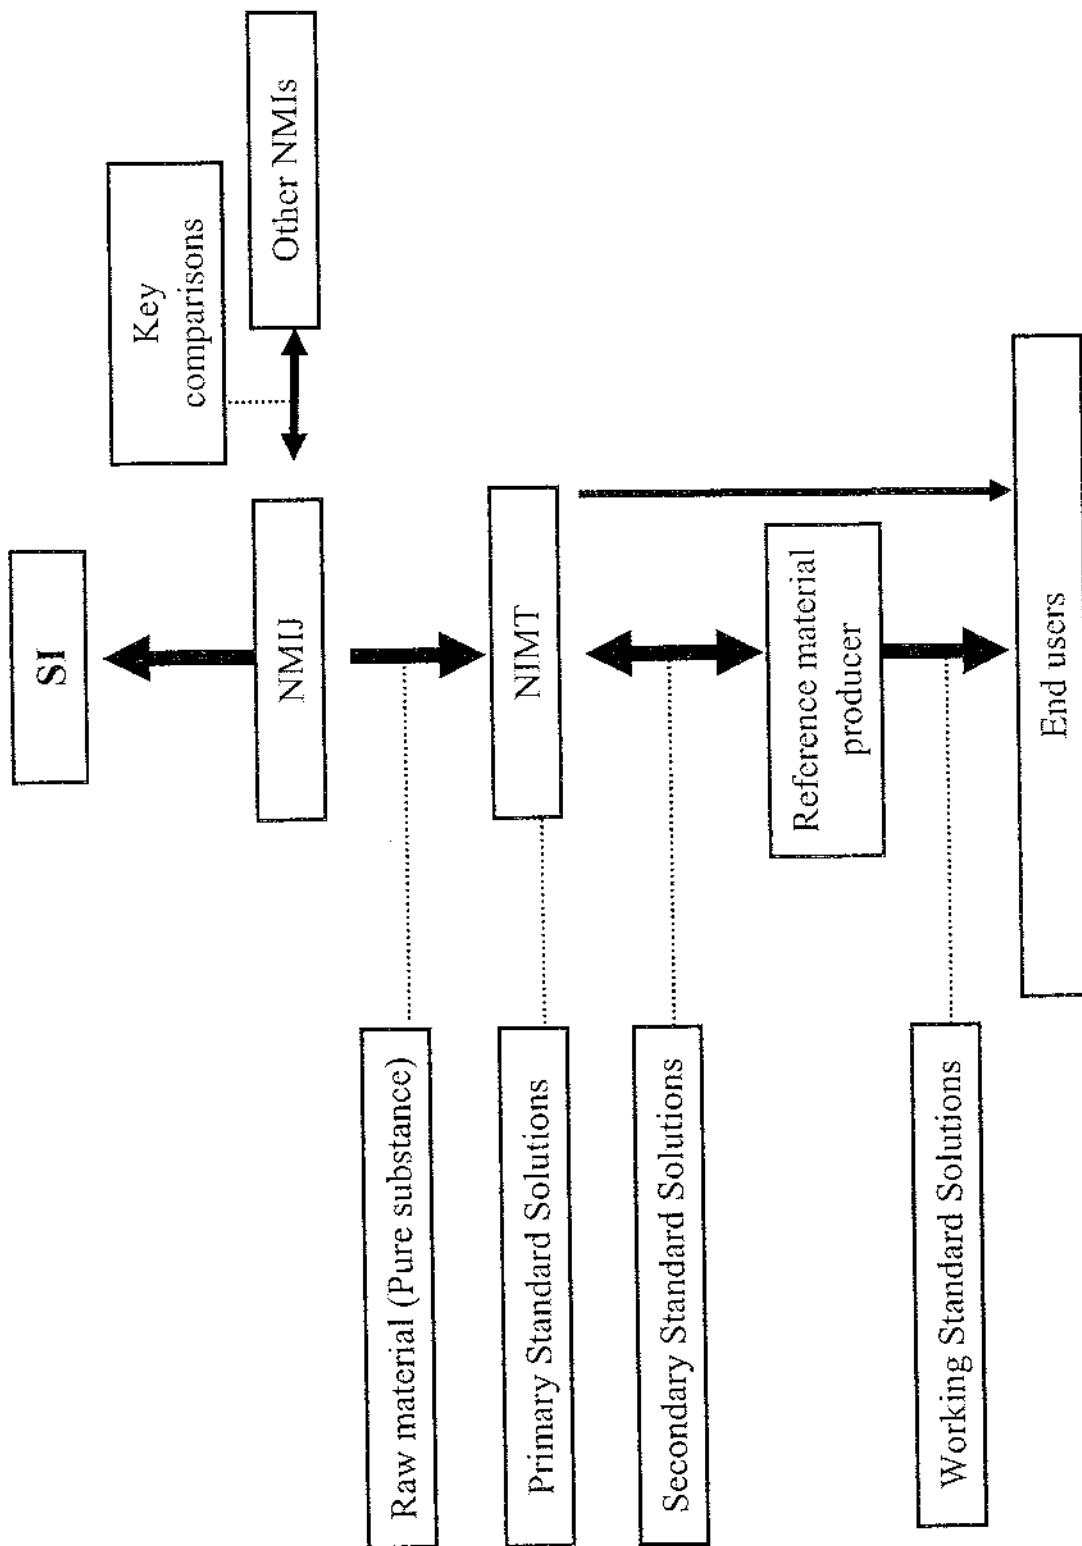 SI
Key
comparisons
NMIJ
Other NMIs
Raw material (Pure substance)
Primary Standard Solutions
NIMT
Secondary Standard Solutions
Reference material
producer
Working Standard Solutions
End users